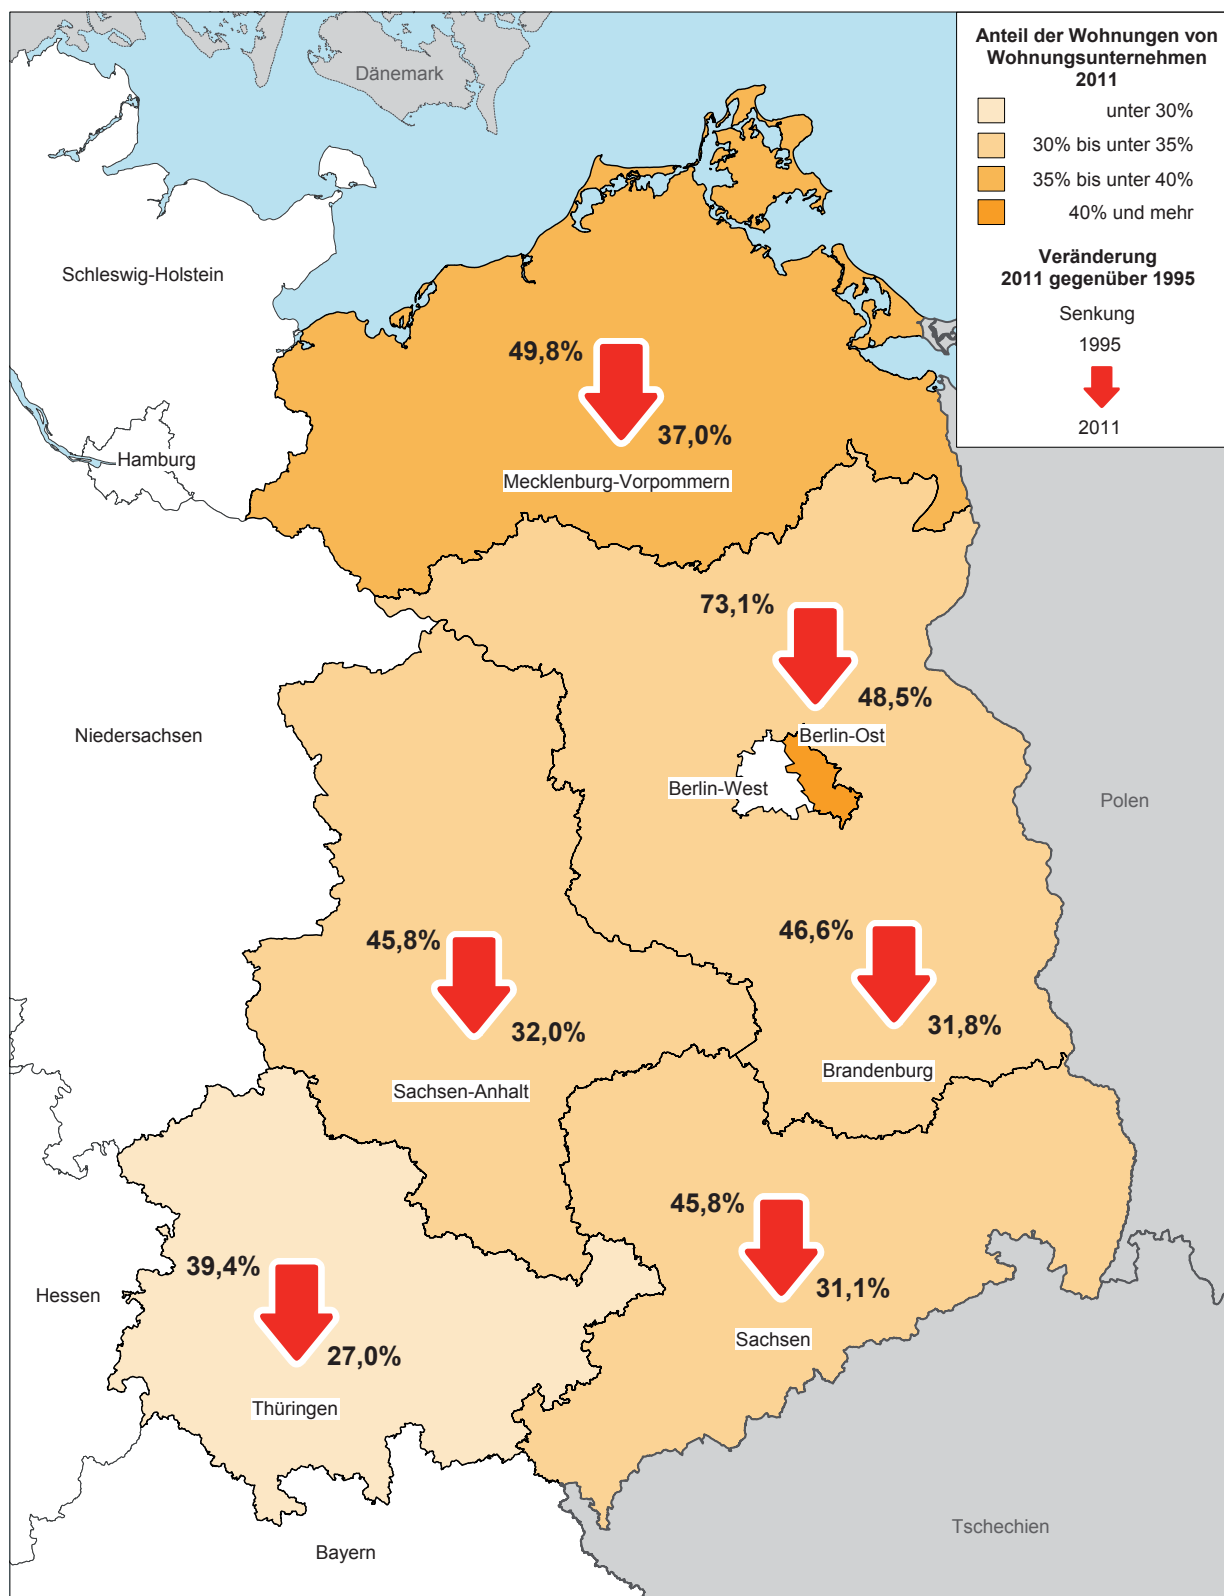 Anteil der Wohnungen von
Wohnungsunternehmen
2011
unter 30%
30% bis unter 35%
35% bis unter 40%
40% und mehr
Veränderung
2011 gegenüber 1995
Senkung
1995
2011
Dänemark
Schleswig-Holstein
Hamburg
49,8%
37,0%
Mecklenburg-Vorpommern
73,1%
48,5%
Berlin-Ost
Berlin-West
Niedersachsen
Polen
45,8%
32,0%
Sachsen-Anhalt
46,6%
31,8%
Brandenburg
45,8%
31,1%
Sachsen
39,4%
27,0%
Thüringen
Hessen
Bayern
Tschechien